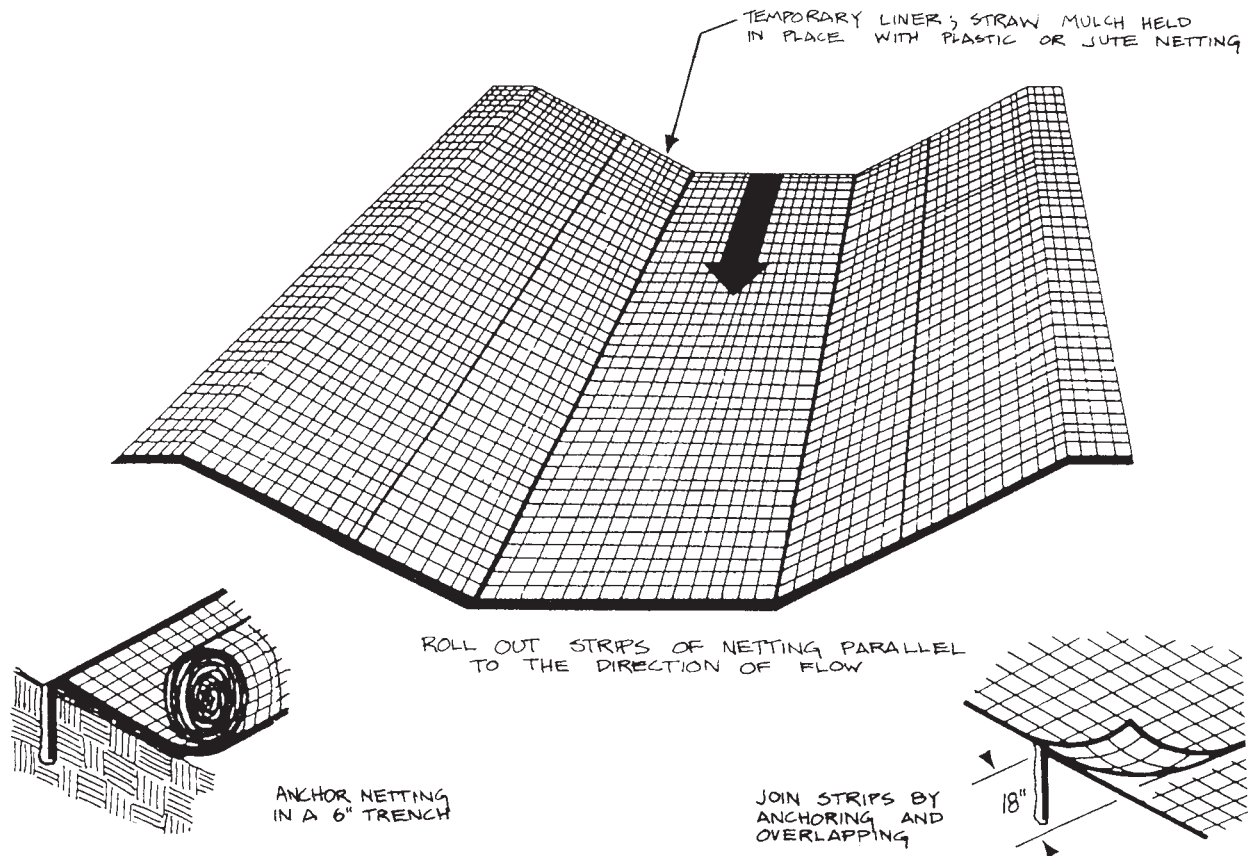 TEMPORARY LINER; STRAW MULCH HELD
IN PLACE WITH PLASTIC OR JUTE NETTING
ROLL OUT STRIPS OF NETTING PARALLEL
TO THE DIRECTION OF FLOW
ANCHOR NETTING
IN A 6" TRENCH
JOIN STRIPS BY
ANCHORING AND
OVERLAPPING
18"